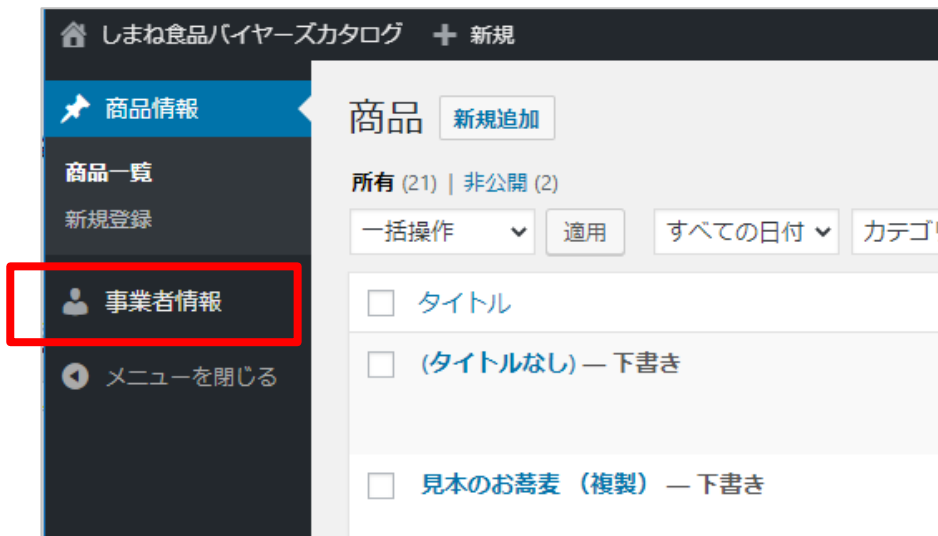 しまね食品バイヤーズカタログ 新規
商品情報
商品一覧
新規登録
事業者情報
メニューを閉じる
商品 新規追加
所有 (21) | 非公開 (2)
一括操作 適用 すべての日付 カテゴ
タイトル
(タイトルなし) — 下書き
見本のお蕎麦 (複製) — 下書き